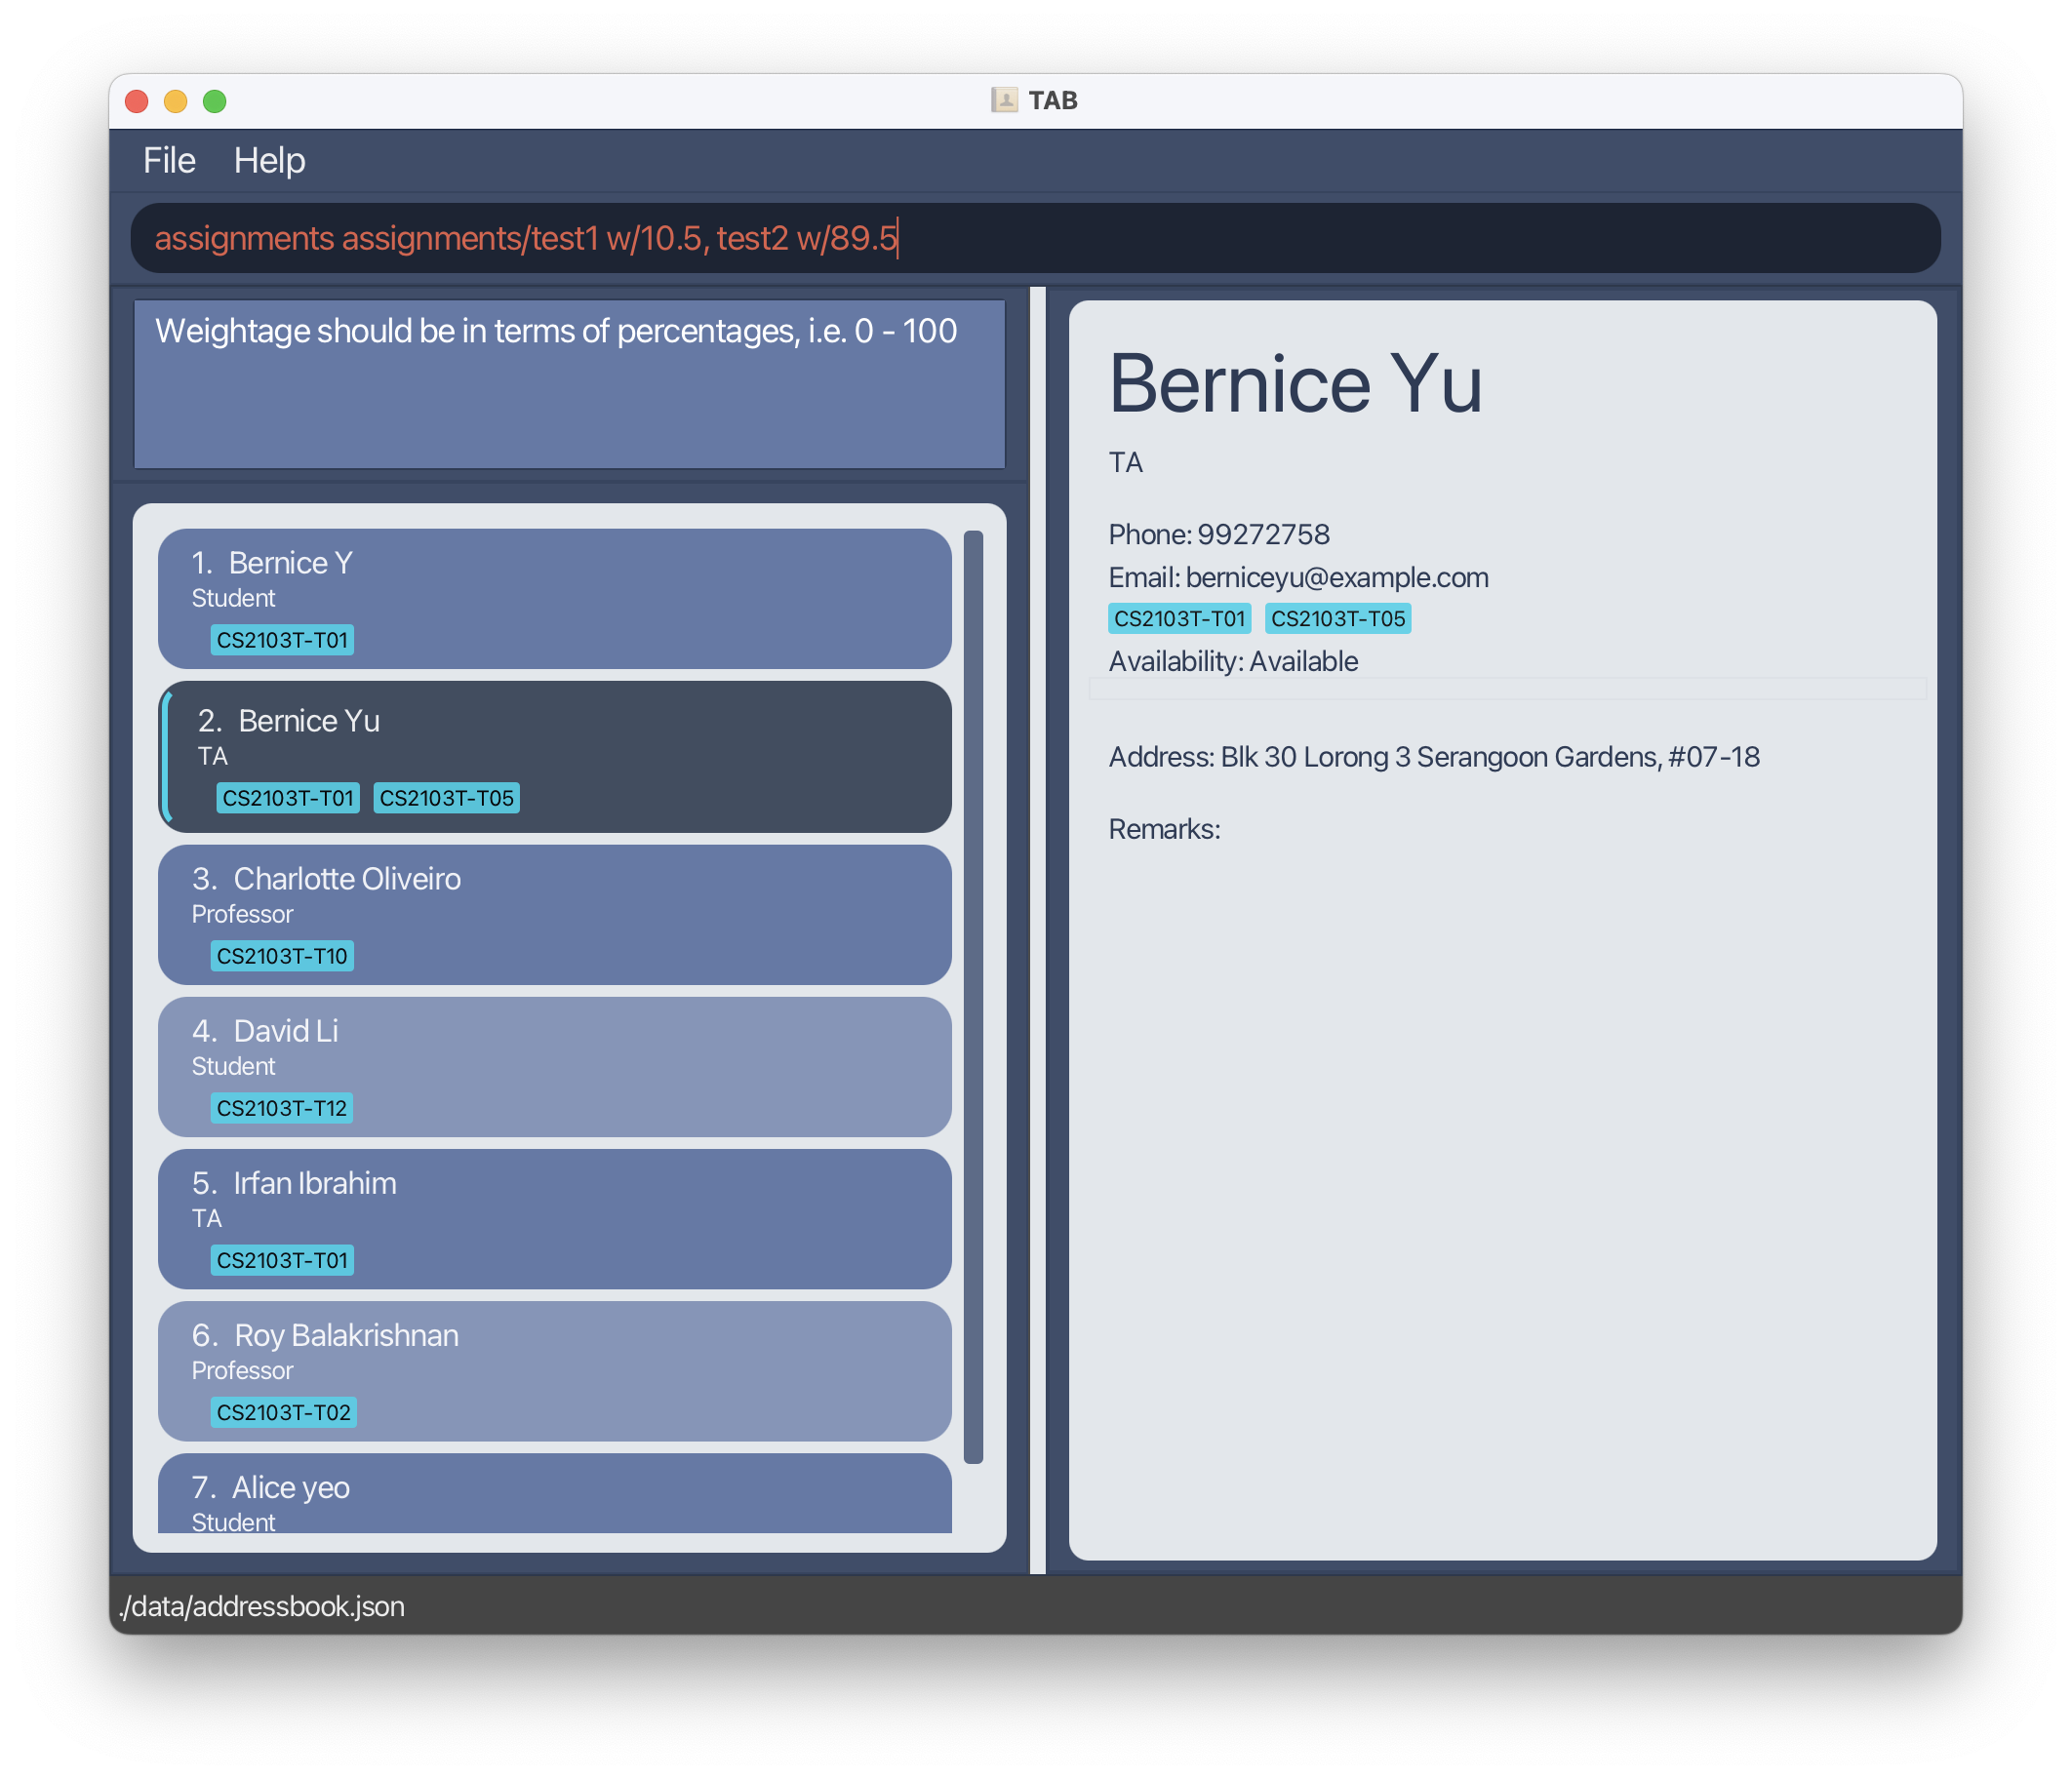 TAB
File Help
assignments assignments/test1 w/10.5, test2 w/89.5
Weightage should be in terms of percentages, i.e. 0 - 100
1. Bernice Y
Student
CS2103T-T01
2. Bernice Yu
TA
CS2103T-T01 CS2103T-T05
3. Charlotte Oliveiro
Professor
CS2103T-T10
4. David Li
Student
CS2103T-T12
5. Irfan Ibrahim
TA
CS2103T-T01
6. Roy Balakrishnan
Professor
CS2103T-T02
7. Alice yeo
Student
Bernice Yu
TA
Phone: 99272758
Email: berniceyu@example.com
CS2103T-T01 CS2103T-T05
Availability: Available
Address: Blk 30 Lorong 3 Serangoon Gardens, #07-18
Remarks:
./data/addressbook.json